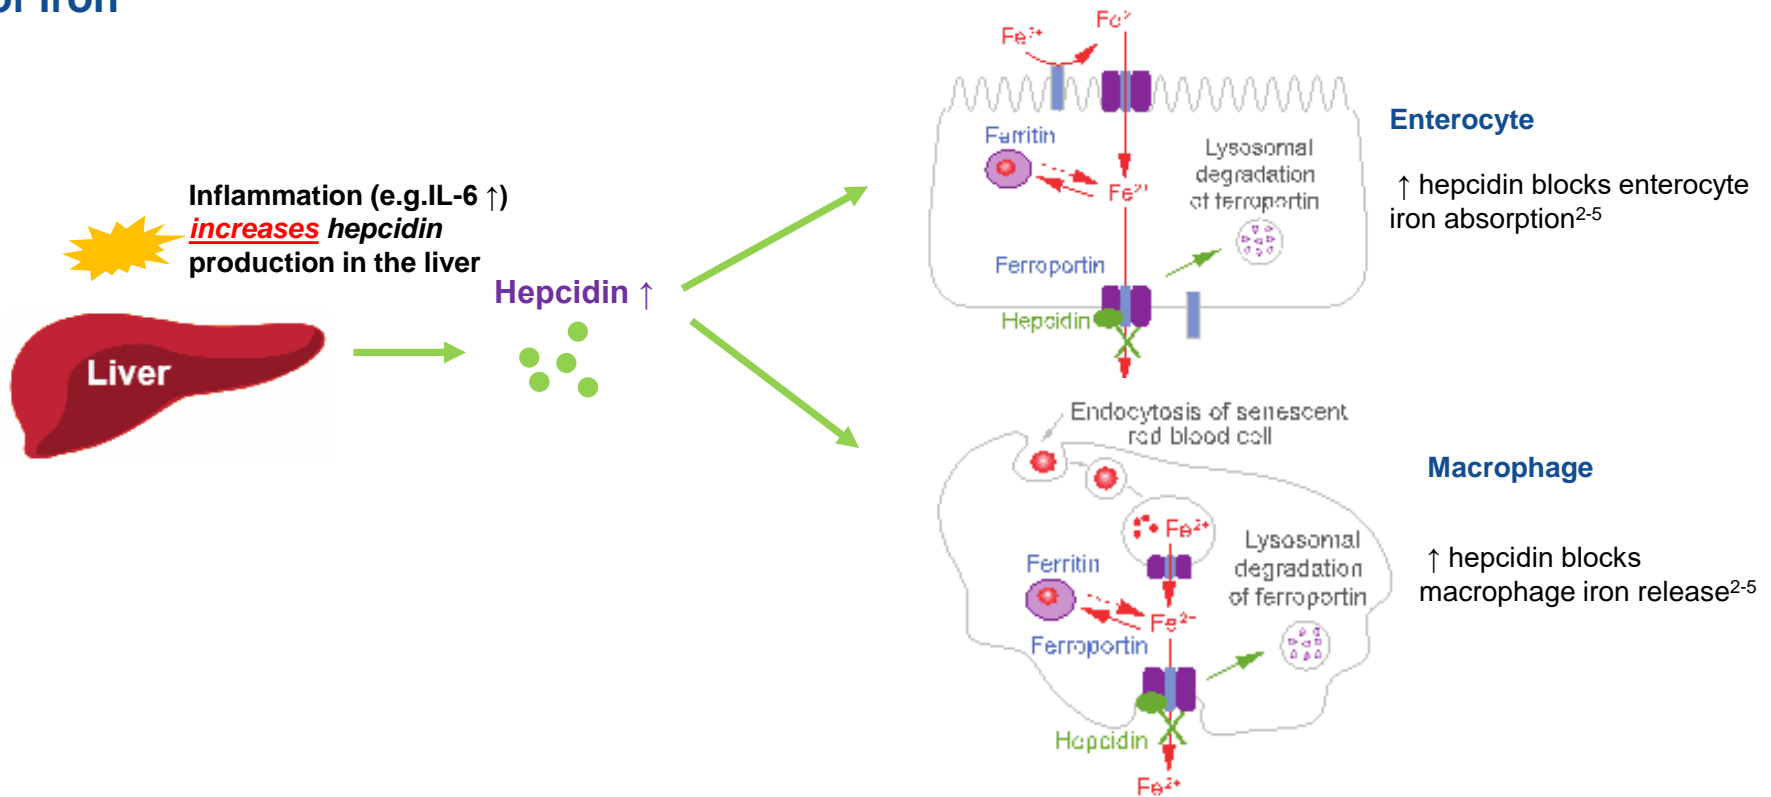 or iron
Inflammation (e.g.IL-6 ↑)
increases hepcidin
production in the liver
Hepcidin ↑
Liver
Fe³⁺
Fe²
Ferritin
Fe²⁺
Lysosomal
degradation
of ferroportin
Ferroportin
Hepcidin
Enterocyte
↑ hepcidin blocks enterocyte
iron absorption²⁻⁵
Endocytosis of senescent
red blood cell
Fe²⁺
Ferritin
Fe²⁺
Ferroportin
Lysosomal
degradation
of ferroportin
Hepcidin
Fe²⁺
Macrophage
↑ hepcidin blocks
macrophage iron release²⁻⁵